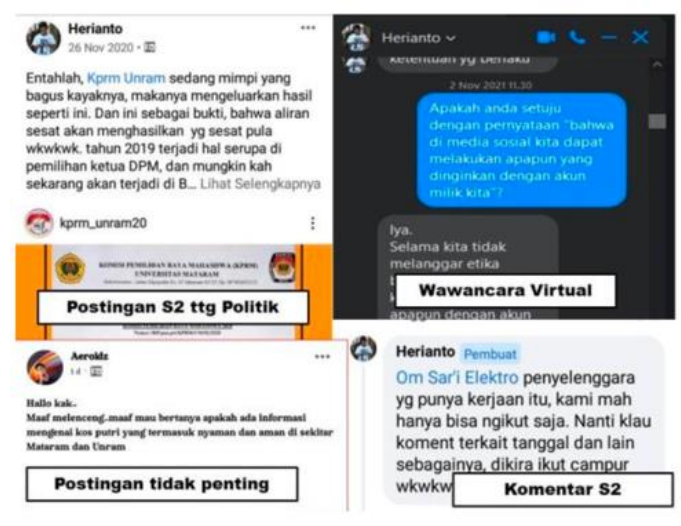 Herianto
26 Nov 2020 ·
Entahlah, Kprm Unram sedang mimpi yang
bagus kayaknya, makanya mengeluarkan hasil
seperti ini. Dan ini sebagai bukti, bahwa aliran
sesat akan menghasilkan yg sesat pula
wkwkwk. tahun 2019 terjadi hal serupa di
pemilihan ketua DPM, dan mungkin kah
sekarang akan terjadi di B... Lihat Selengkapnya
kprm_unram20
KOMISI PEMILIHAN RAYA MAHASISWA (KPRM)
UNIVERSITAS MATARAM
Postingan S2 ttg Politik
Aeroldz
1 d ·
Hallo kak..
Maaf melenceng..maaf mau bertanya apakah ada informasi
mengenai kos putri yang termasuk nyaman dan aman di sekitar
Mataram dan Unram
Postingan tidak penting
Herianto
ketentuan yg berlaku
2 Nov 2021 11.30
Apakah anda setuju
dengan pernyataan "bahwa
di media sosial kita dapat
melakukan apapun yang
dinginkan dengan akun
milik kita"?
Iya.
Selama kita tidak
melanggar etika
Wawancara Virtual
apapun dengan akun
Herianto Pembuat
Om Sar'i Elektro penyelenggara
yg punya kerjaan itu, kami mah
hanya bisa ngikut saja. Nanti klau
koment terkait tanggal dan lain
sebagainya, dikira ikut campur
wkwkw
Komentar S2